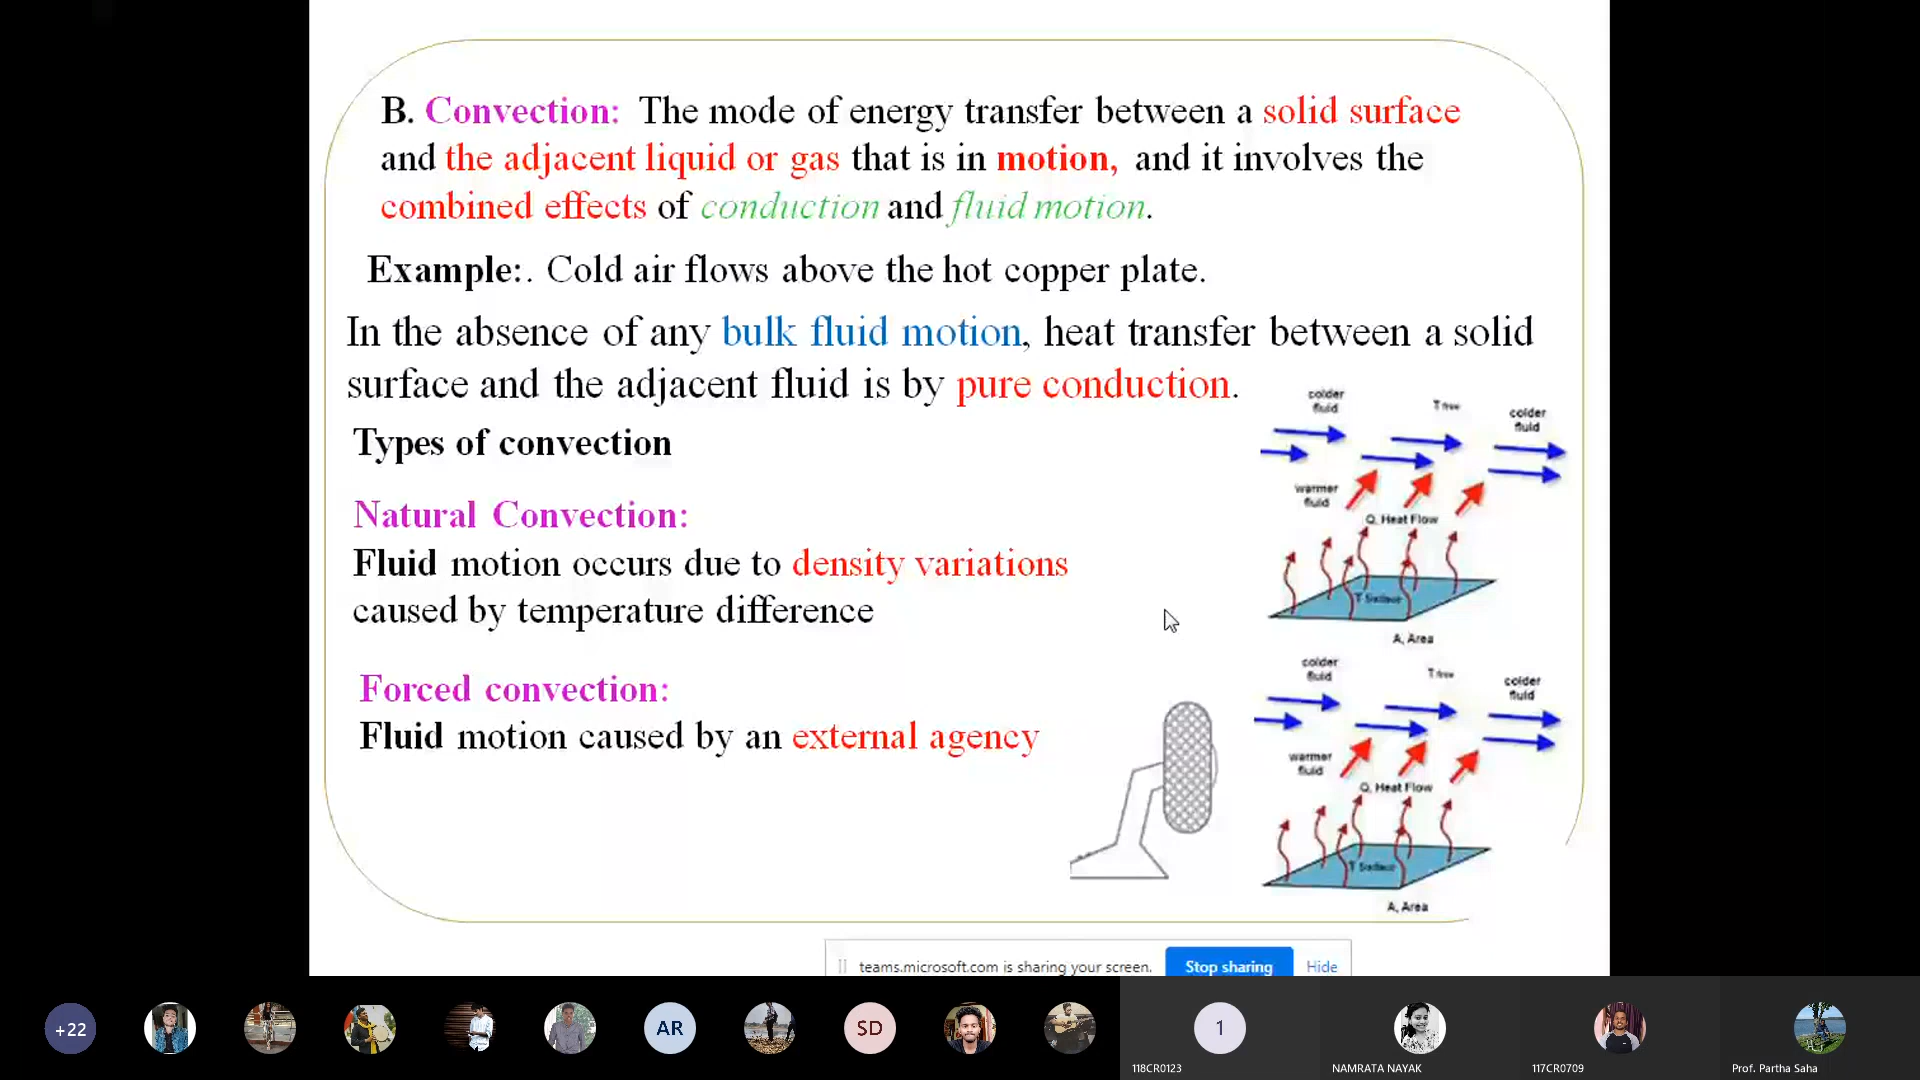 B. Convection: The mode of energy transfer between a solid surface
and the adjacent liquid or gas that is in motion, and it involves the
combined effects of conduction and fluid motion.
Example:. Cold air flows above the hot copper plate.
In the absence of any bulk fluid motion, heat transfer between a solid
surface and the adjacent fluid is by pure conduction.
Types of convection
Natural Convection:
Fluid motion occurs due to density variations
caused by temperature difference
Forced convection:
Fluid motion caused by an external agency
colder
fluid
T free
colder
fluid
warmer
fluid
Q, Heat Flow
T Surface
A, Area
colder
fluid
T free
colder
fluid
warmer
fluid
Q, Heat Flow
T Surface
A, Area
teams.microsoft.com is sharing your screen. Stop sharing Hide
+22
AR
SD
1
118CR0123
NAMRATA NAYAK
117CR0709
Prof. Partha Saha